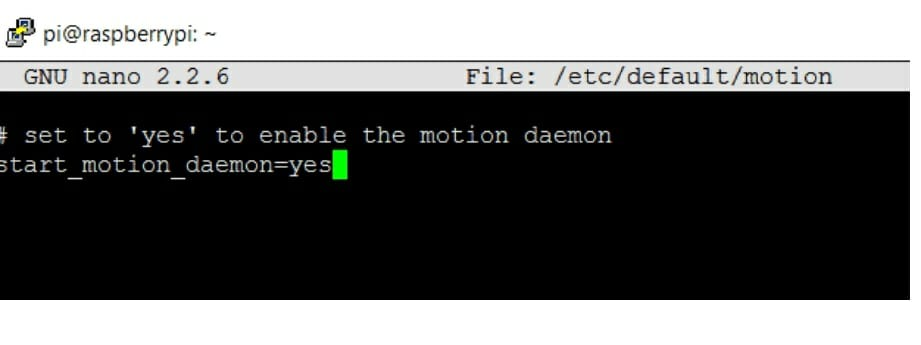 pi@raspberrypi: ~
GNU nano 2.2.6 File: /etc/default/motion
# set to 'yes' to enable the motion daemon
start_motion_daemon=yes